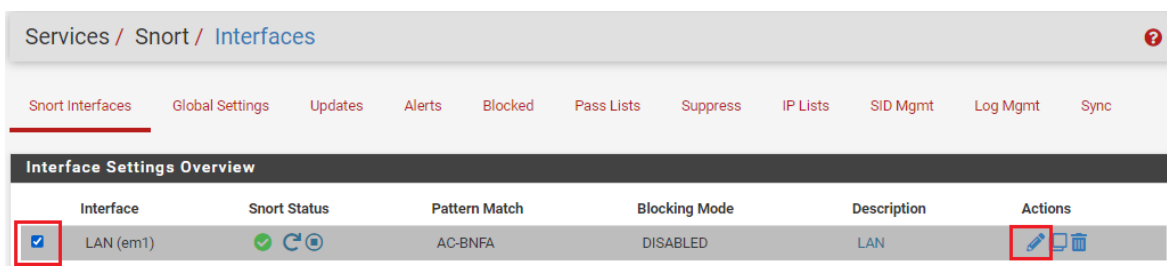 Services / Snort / Interfaces
Snort Interfaces Global Settings Updates Alerts Blocked Pass Lists Suppress IP Lists SID Mgmt Log Mgmt Sync
Interface Settings Overview
Interface Snort Status Pattern Match Blocking Mode Description Actions
LAN (em1) AC-BNFA DISABLED LAN